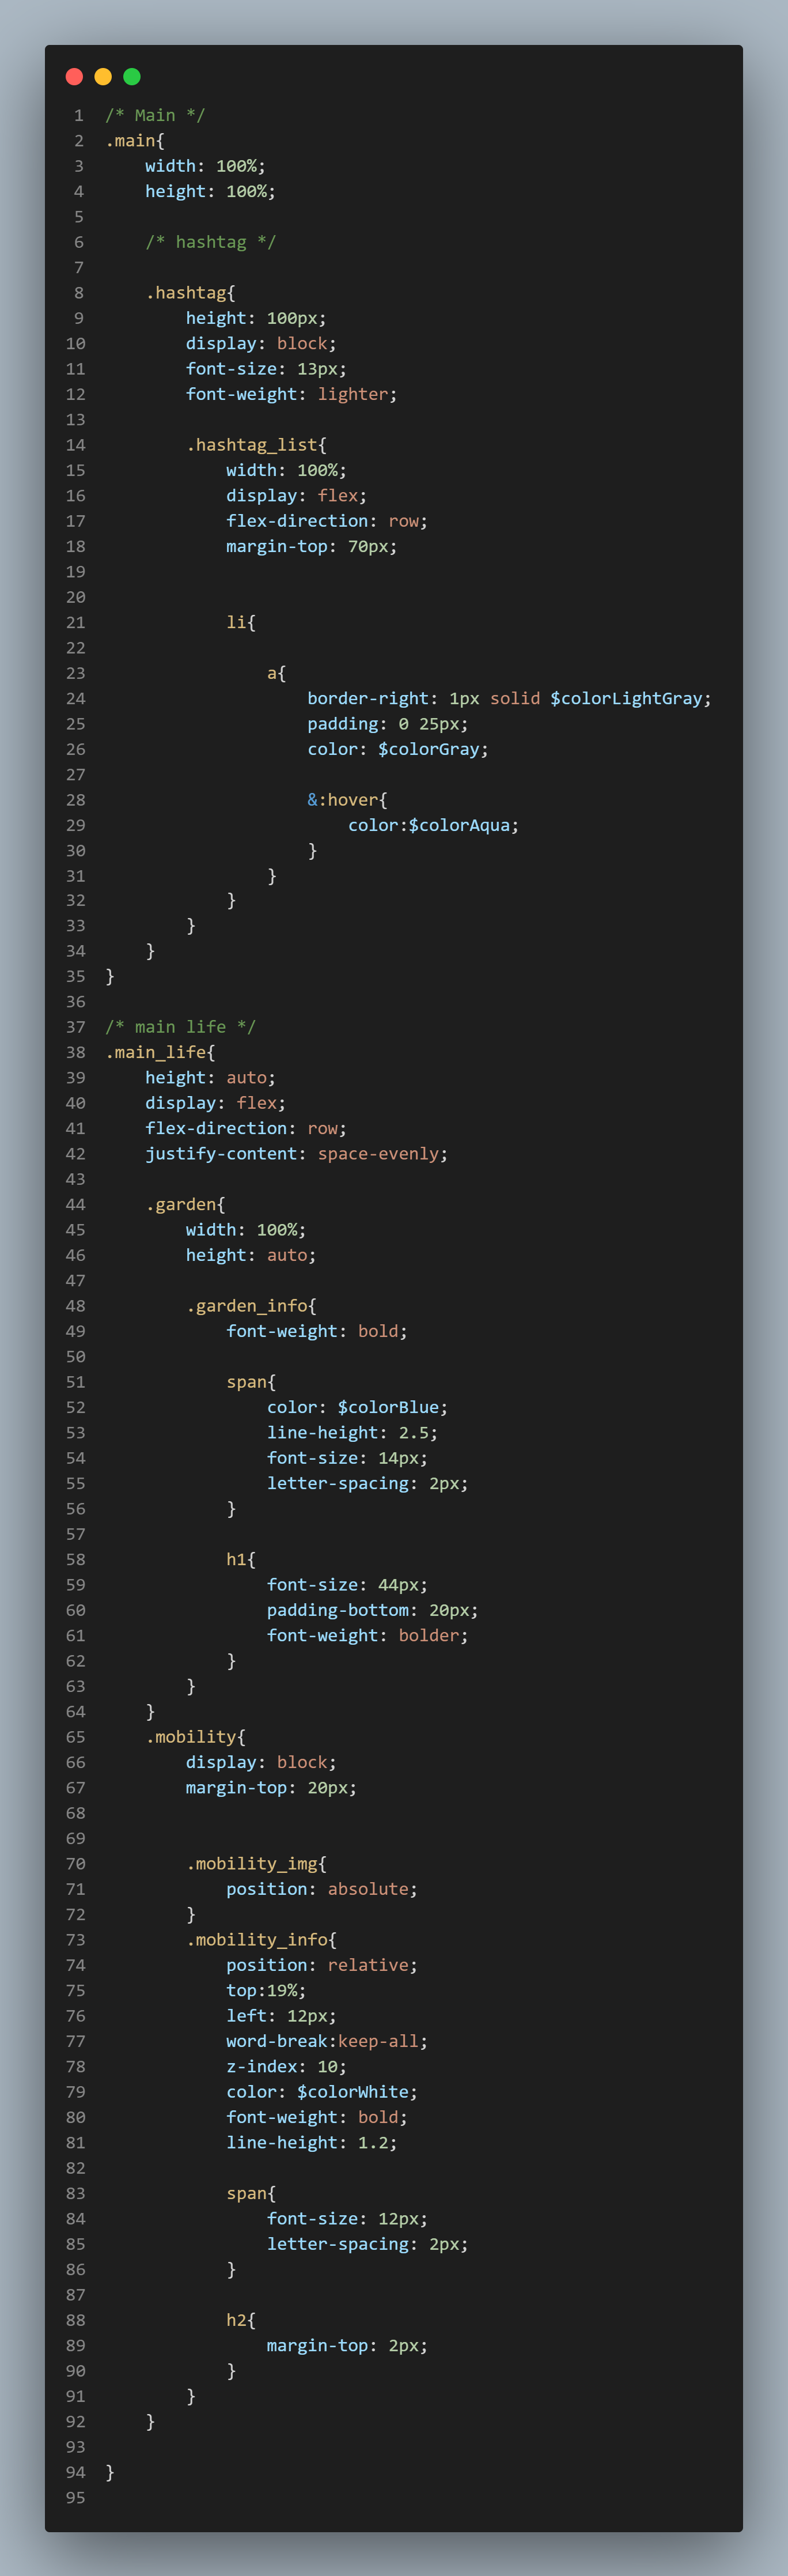 1 /* Main */
2 .main{
3     width: 100%;
4     height: 100%;
5
6     /* hashtag */
7
8     .hashtag{
9         height: 100px;
10         display: block;
11         font-size: 13px;
12         font-weight: lighter;
13
14         .hashtag_list{
15             width: 100%;
16             display: flex;
17             flex-direction: row;
18             margin-top: 70px;
19
20
21             li{
22
23                 a{
24                     border-right: 1px solid $colorLightGray;
25                     padding: 0 25px;
26                     color: $colorGray;
27
28                     &:hover{
29                         color:$colorAqua;
30                     }
31                 }
32             }
33         }
34     }
35 }
36
37 /* main life */
38 .main_life{
39     height: auto;
40     display: flex;
41     flex-direction: row;
42     justify-content: space-evenly;
43
44     .garden{
45         width: 100%;
46         height: auto;
47
48         .garden_info{
49             font-weight: bold;
50
51             span{
52                 color: $colorBlue;
53                 line-height: 2.5;
54                 font-size: 14px;
55                 letter-spacing: 2px;
56             }
57
58             h1{
59                 font-size: 44px;
60                 padding-bottom: 20px;
61                 font-weight: bolder;
62             }
63         }
64     }
65     .mobility{
66         display: block;
67         margin-top: 20px;
68
69
70         .mobility_img{
71             position: absolute;
72         }
73         .mobility_info{
74             position: relative;
75             top:19%;
76             left: 12px;
77             word-break:keep-all;
78             z-index: 10;
79             color: $colorWhite;
80             font-weight: bold;
81             line-height: 1.2;
82
83             span{
84                 font-size: 12px;
85                 letter-spacing: 2px;
86             }
87
88             h2{
89                 margin-top: 2px;
90             }
91         }
92     }
93
94 }
95